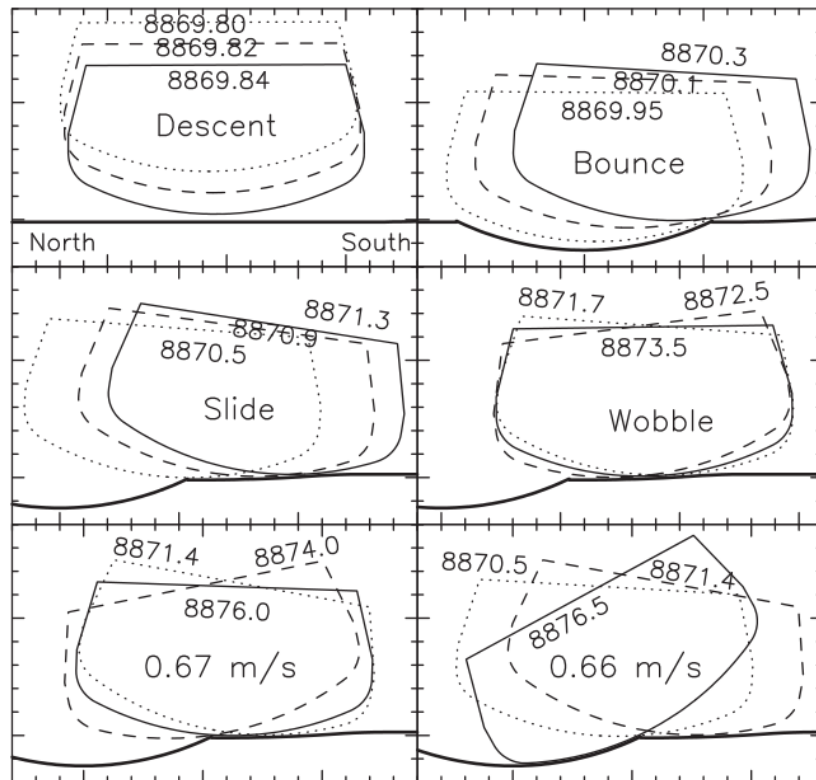 8869.80
8869.82
8869.84
Descent
North
South
8870.3
8870.1
8869.95
Bounce
8871.3
8870.9
8870.5
Slide
8871.7
8872.5
8873.5
Wobble
8871.4
8874.0
8876.0
0.67 m/s
8870.5
8871.4
8876.5
0.66 m/s